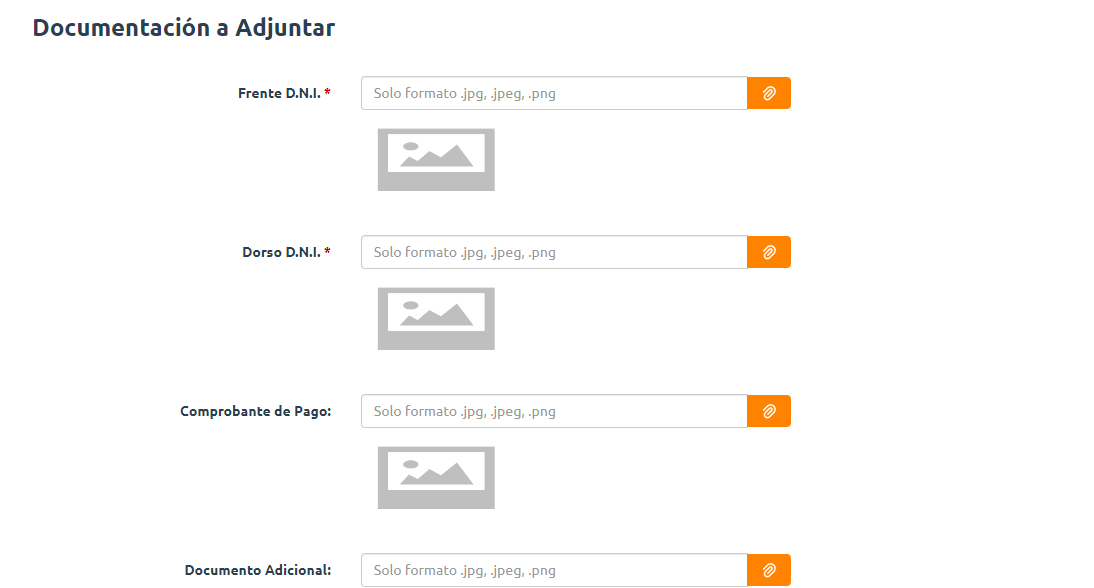 Documentación a Adjuntar
Frente D.N.I. *
Solo formato .jpg, .jpeg, .png
Dorso D.N.I. *
Solo formato .jpg, .jpeg, .png
Comprobante de Pago:
Solo formato .jpg, .jpeg, .png
Documento Adicional:
Solo formato .jpg, .jpeg, .png